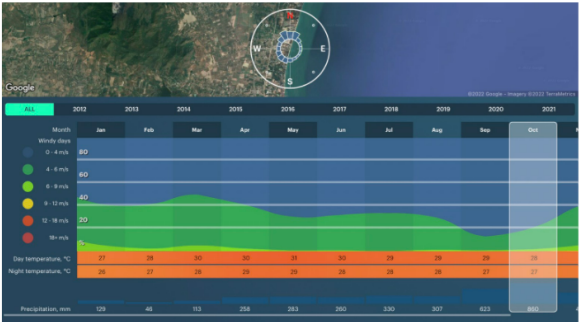 W
E
S
Google
©2022 Google - Imagery ©2022 TerraMetrics
ALL 2012 2013 2014 2015 2016 2017 2018 2019 2020 2021
Month Jan Feb Mar Apr May Jun Jul Aug Sep Oct
Windy days
0 - 4 m/s 80
4 - 6 m/s
60
6 - 8 m/s
40
8 - 12 m/s
12 - 18 m/s 20
18+ m/s
Day temperature, °C 27 28 30 30 31 30 29 29 29 28
Night temperature, °C 26 27 28 29 29 28 28 28 27 27
Precipitation, mm 129 46 113 258 283 260 330 307 623 860